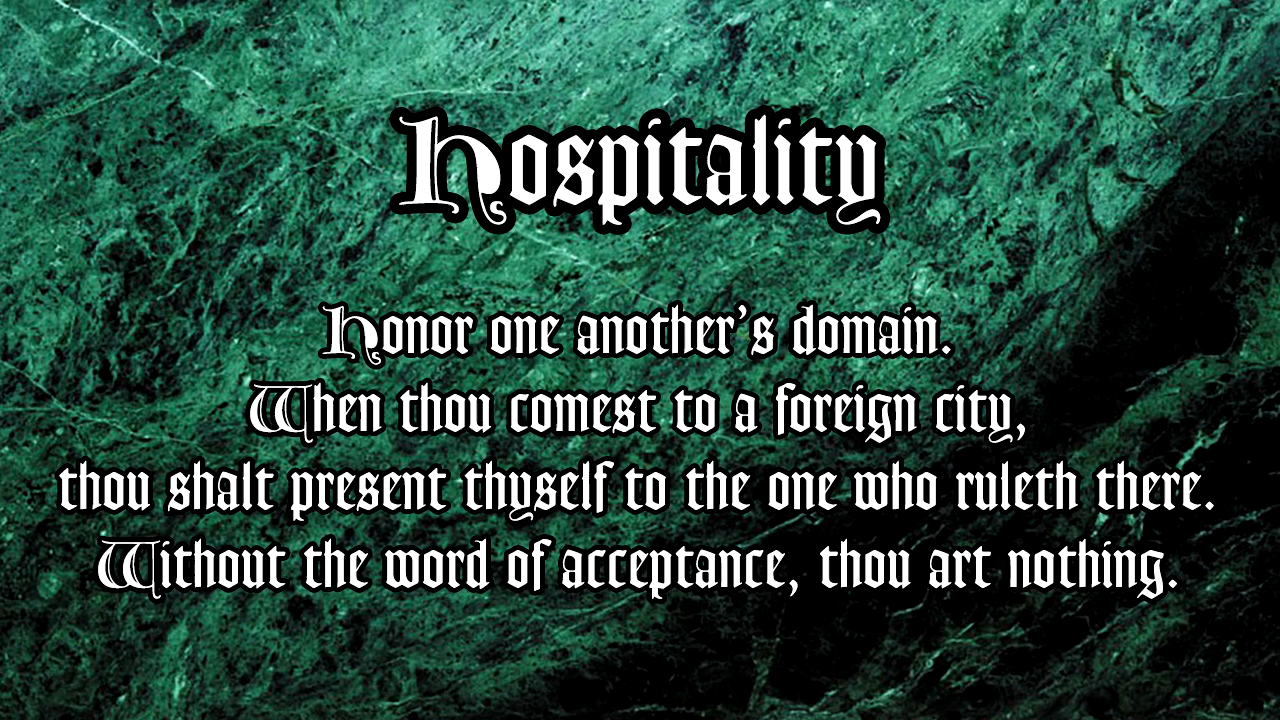 Hospitality
Honor one another’s domain.
When thou comest to a foreign city,
thou shalt present thyself to the one who ruleth there.
Without the word of acceptance, thou art nothing.